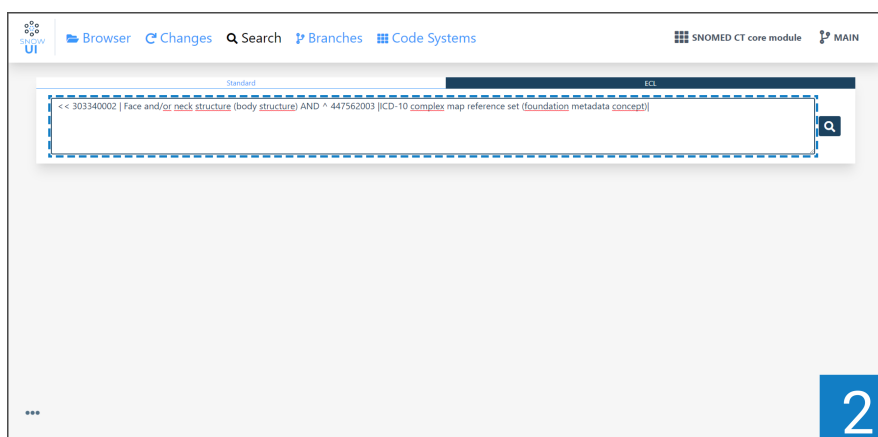 SNOW
UI
Browser Changes Search Branches Code Systems SNOMED CT core module MAIN
Standard ECL
< < 303340002 | Face and/or neck structure (body structure) AND ^ 447562003 |ICD-10 complex map reference set (foundation metadata concept)|
2